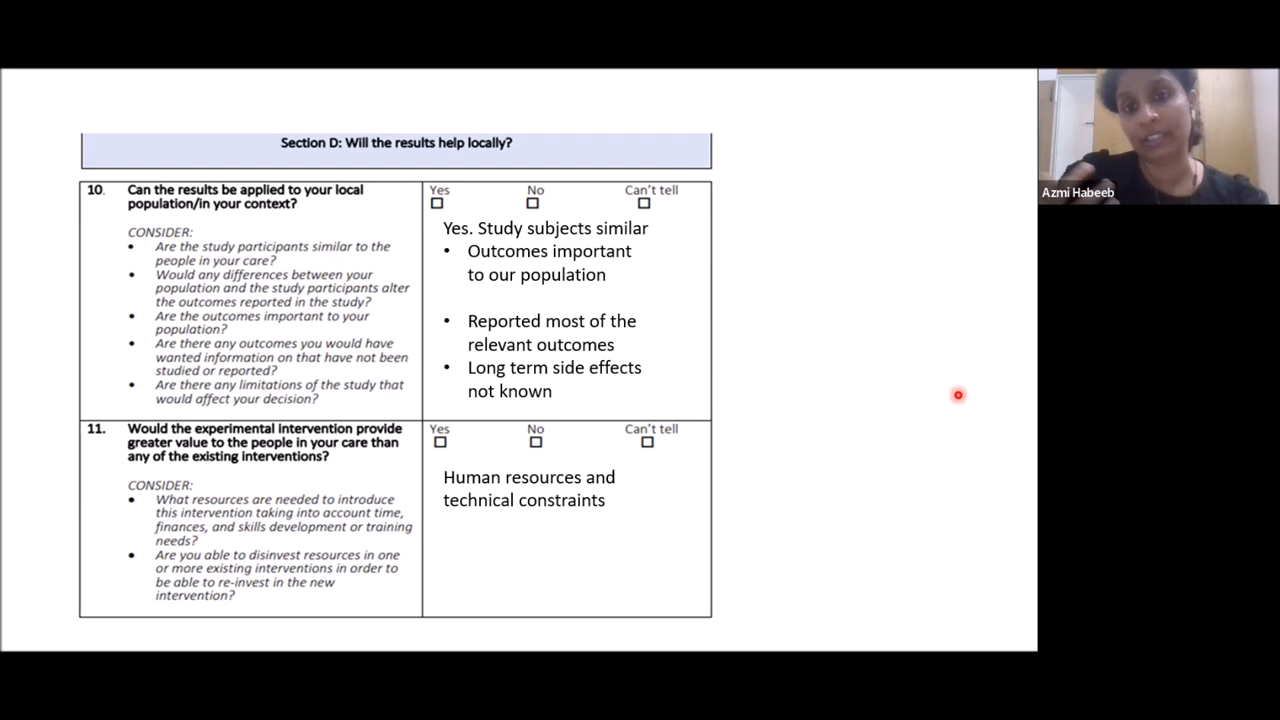 Section D: Will the results help locally?
10. Can the results be applied to your local
population/in your context?
CONSIDER:
• Are the study participants similar to the
people in your care?
• Would any differences between your
population and the study participants alter
the outcomes reported in the study?
• Are the outcomes important to your
population?
• Are there any outcomes you would have
wanted information on that have not been
studied or reported?
• Are there any limitations of the study that
would affect your decision?
Yes No Can't tell
Yes. Study subjects similar
• Outcomes important
to our population
• Reported most of the
relevant outcomes
• Long term side effects
not known
11. Would the experimental intervention provide
greater value to the people in your care than
any of the existing interventions?
CONSIDER:
• What resources are needed to introduce
this intervention taking into account time,
finances, and skills development or training
needs?
• Are you able to disinvest resources in one
or more existing interventions in order to
be able to re-invest in the new
intervention?
Yes No Can't tell
Human resources and
technical constraints
Azmi Habeeb